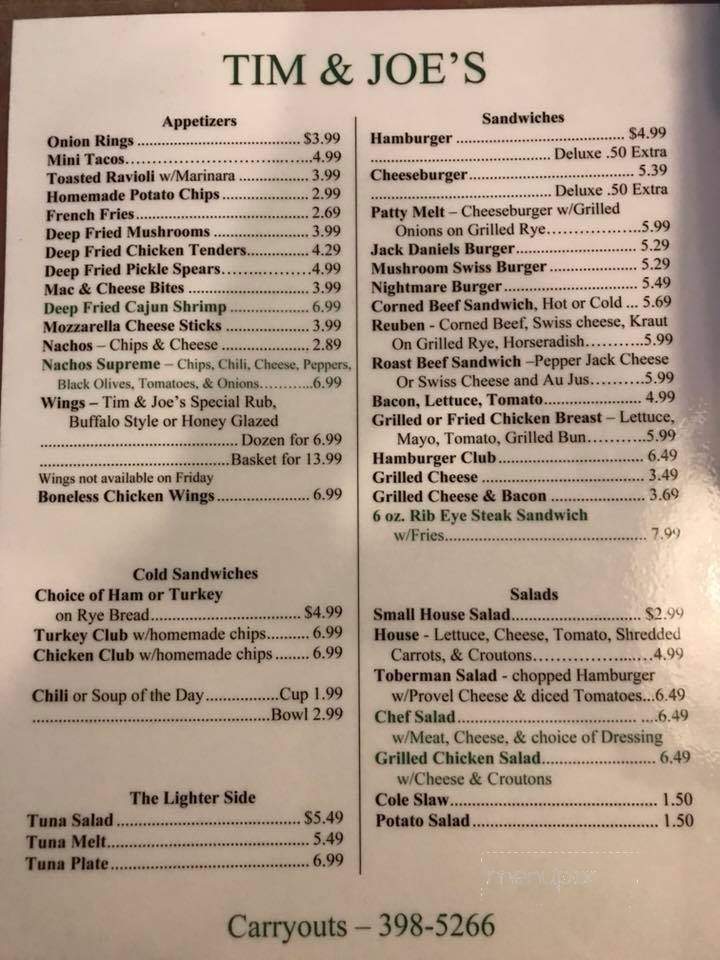 TIM & JOE'S
Appetizers
Onion Rings .................................... $3.99
Mini Tacos.......................................4.99
Toasted Ravioli w/Marinara ............... 3.99
Homemade Potato Chips ................... 2.99
French Fries...................................... 2.69
Deep Fried Mushrooms ..................... 3.99
Deep Fried Chicken Tenders.............. 4.29
Deep Fried Pickle Spears...................4.99
Mac & Cheese Bites .......................... 3.99
Deep Fried Cajun Shrimp .................. 6.99
Mozzarella Cheese Sticks ................... 3.99
Nachos – Chips & Cheese .................... 2.89
Nachos Supreme – Chips, Chili, Cheese, Peppers,
Black Olives, Tomatoes, & Onions............6.99
Wings – Tim & Joe's Special Rub,
Buffalo Style or Honey Glazed
............................................ Dozen for 6.99
..........................................Basket for 13.99
Wings not available on Friday
Boneless Chicken Wings.................... 6.99
Cold Sandwiches
Choice of Ham or Turkey
on Rye Bread................................. $4.99
Turkey Club w/homemade chips......... 6.99
Chicken Club w/homemade chips ....... 6.99
Chili or Soup of the Day................Cup 1.99
....................................................Bowl 2.99
The Lighter Side
Tuna Salad ........................................ $5.49
Tuna Melt............................................ 5.49
Tuna Plate........................................... 6.99
Sandwiches
Hamburger ..................................... $4.99
....................................... Deluxe .50 Extra
Cheeseburger.................................... 5.39
....................................... Deluxe .50 Extra
Patty Melt – Cheeseburger w/Grilled
Onions on Grilled Rye..................5.99
Jack Daniels Burger.......................... 5.29
Mushroom Swiss Burger ................... 5.29
Nightmare Burger............................. 5.49
Corned Beef Sandwich, Hot or Cold ... 5.69
Reuben - Corned Beef, Swiss cheese, Kraut
On Grilled Rye, Horseradish...........5.99
Roast Beef Sandwich –Pepper Jack Cheese
Or Swiss Cheese and Au Jus..........5.99
Bacon, Lettuce, Tomato...................... 4.99
Grilled or Fried Chicken Breast – Lettuce,
Mayo, Tomato, Grilled Bun...........5.99
Hamburger Club................................ 6.49
Grilled Cheese ................................... 3.49
Grilled Cheese & Bacon .................... 3.69
6 oz. Rib Eye Steak Sandwich
w/Fries............................................. 7.99
Salads
Small House Salad............................ $2.99
House - Lettuce, Cheese, Tomato, Shredded
Carrots, & Croutons.......................4.99
Toberman Salad - chopped Hamburger
w/Provel Cheese & diced Tomatoes...6.49
Chef Salad....................................... ....6.49
w/Meat, Cheese, & choice of Dressing
Grilled Chicken Salad......................... 6.49
w/Cheese & Croutons
Cole Slaw.............................................. 1.50
Potato Salad......................................... 1.50
menupix
Carryouts – 398-5266